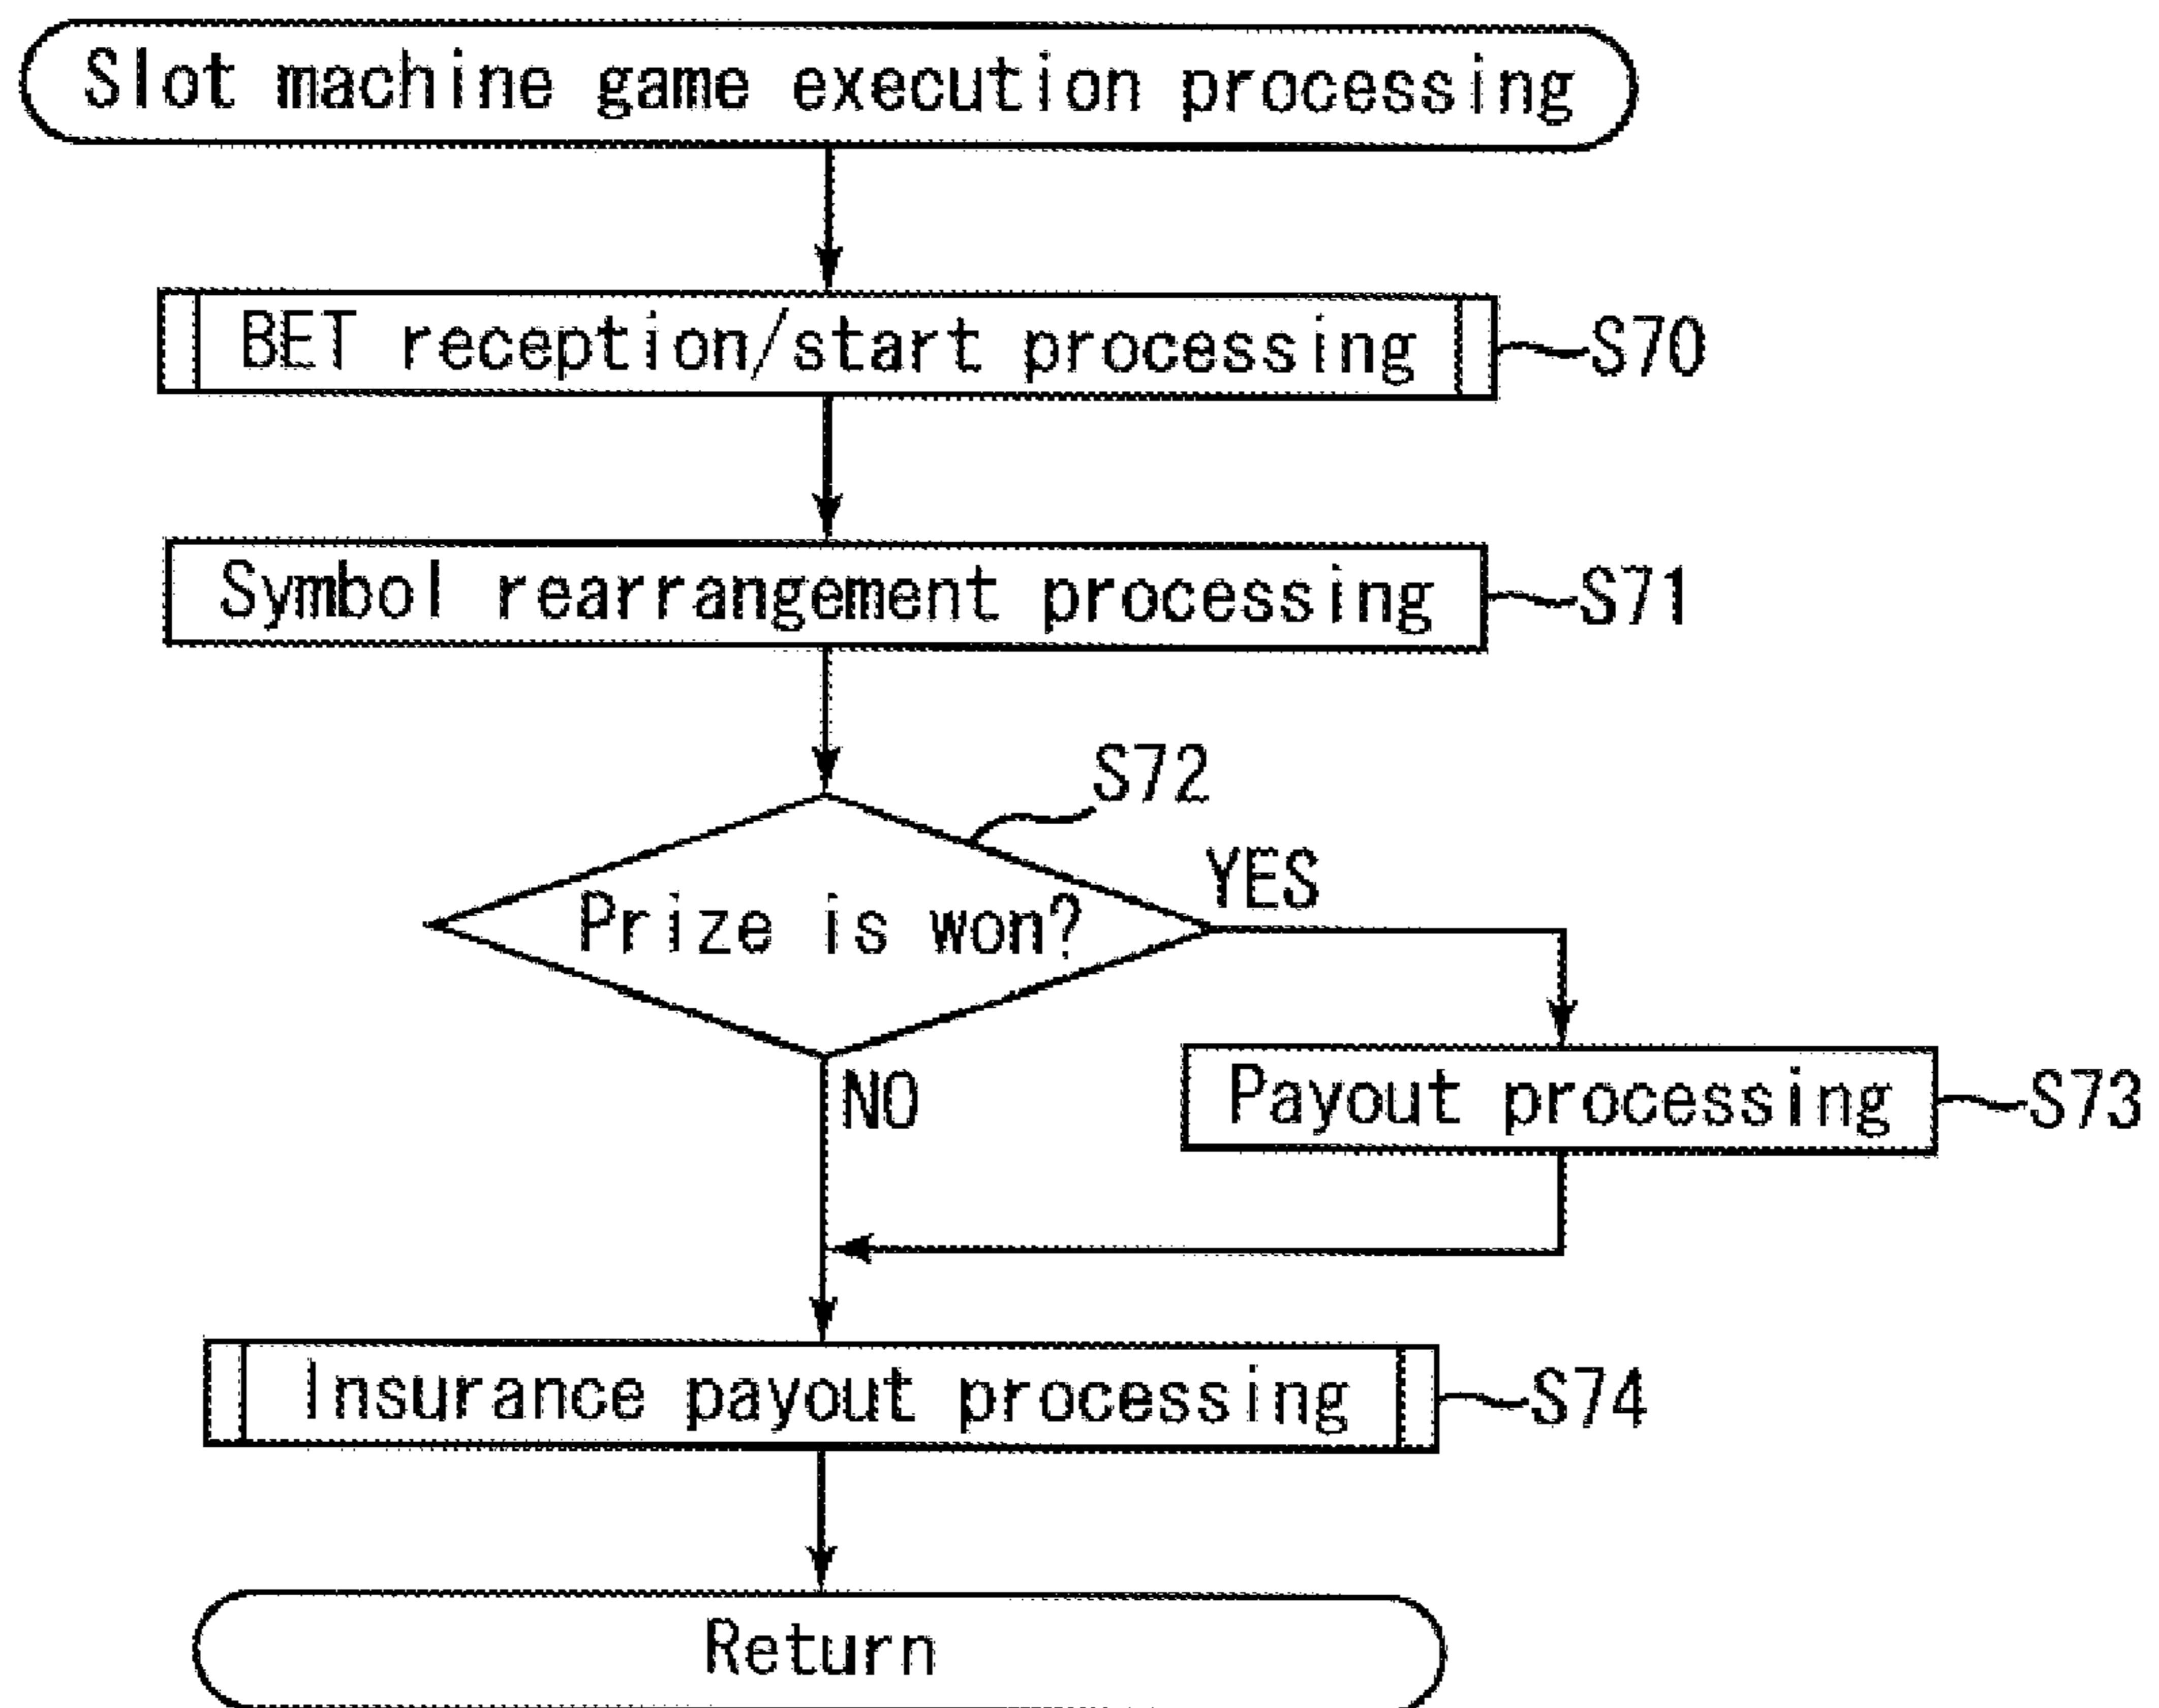 Slot machine game execution processing
BET reception/start processing
S70
Symbol rearrangement processing
S71
S72
Prize is won?
YES
NO
Payout processing
S73
Insurance payout processing
S74
Return